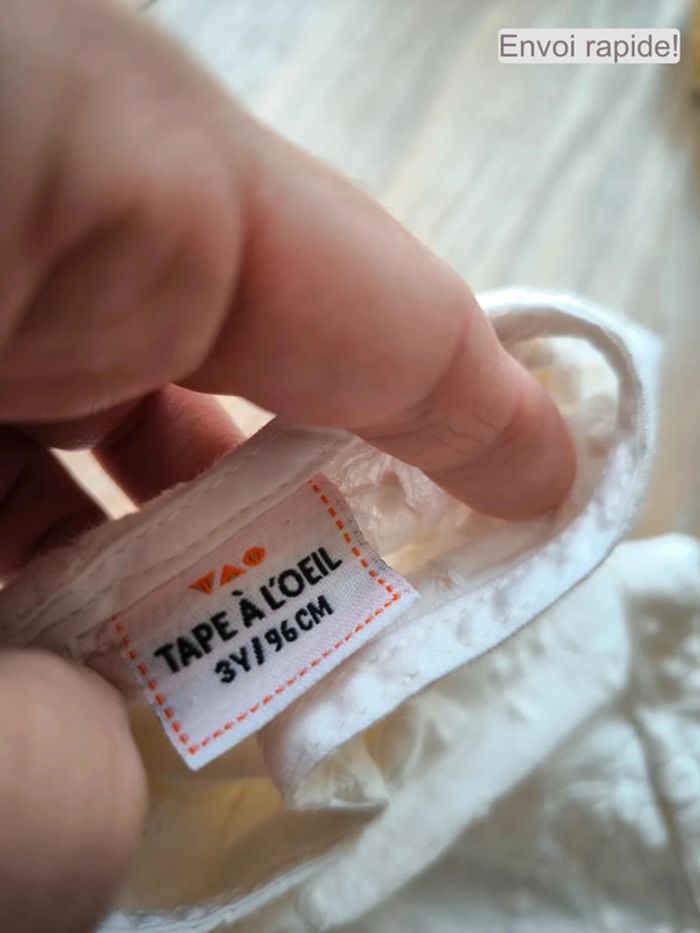 Envoi rapide!
TAO
TAPE À L'OEIL
3Y/96CM